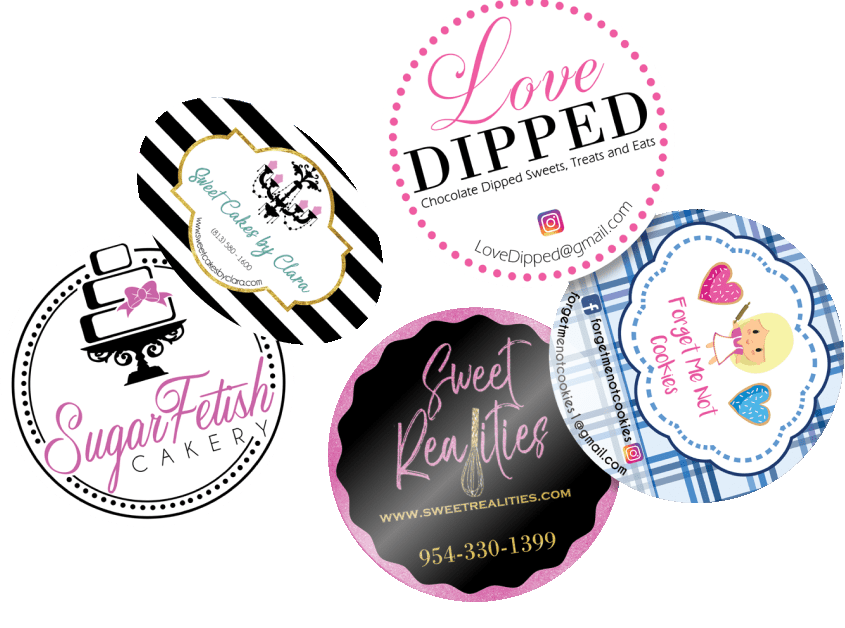 Love
DIPPED
Chocolate Dipped Sweets, Treats and Eats
LoveDipped@gmail.com
Sweet Cakes by Clara
(813) 580 - 1600
www.sweetcakesbyclara.com
SugarFetish
CAKERY
Sweet
Realities
WWW.SWEETREALITIES.COM
954-330-1399
Forget Me Not
Cookies
forgetmenotcookies
forgetmenotcookies1@gmail.com